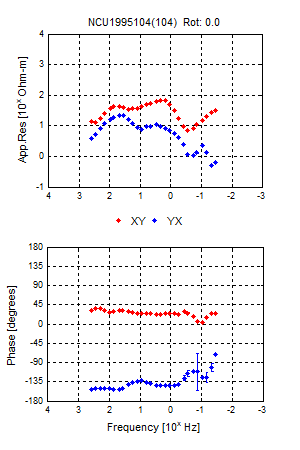 NCU1995104(104)  Rot: 0.0
App.Res [10^x Ohm-m]
4
3
2
1
0
-1
4 3 2 1 0 -1 -2 -3
XY YX
Phase [degrees]
180
135
90
45
0
-45
-90
-135
-180
4 3 2 1 0 -1 -2 -3
Frequency [10^x Hz]